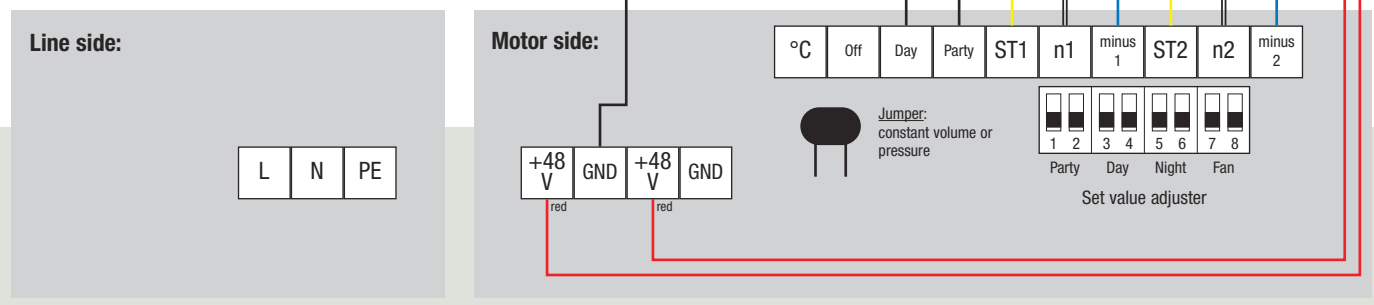 Line side:
L N PE
Motor side:
°C Off Day Party ST1 n1 minus 1 ST2 n2 minus 2
Jumper:
constant volume or
pressure
1 2 3 4 5 6 7 8
Party Day Night Fan
Set value adjuster
+48 V GND +48 V GND
red red